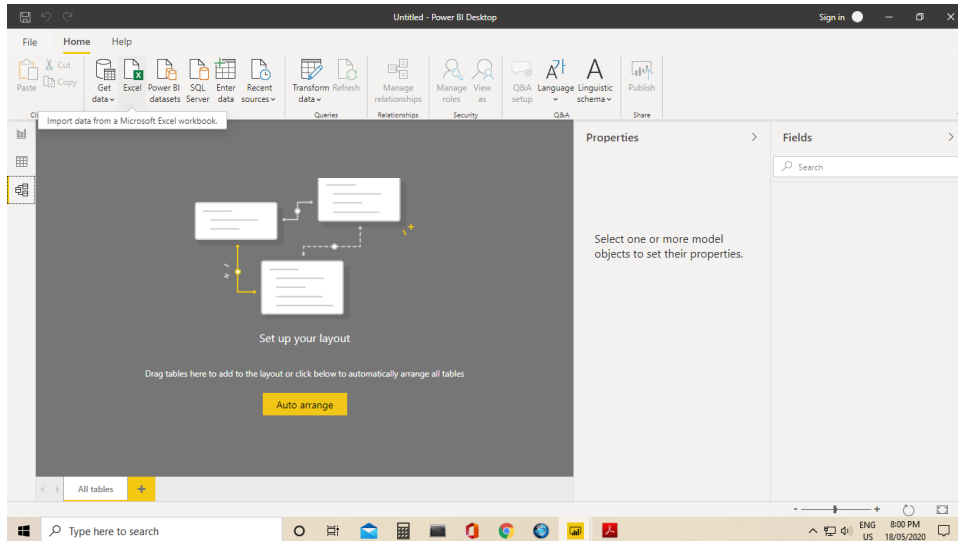 Untitled - Power BI Desktop
Sign in
File Home Help
Paste
Cut
Copy
Get data
Excel
Power BI datasets
SQL Server
Enter data
Recent sources
Transform data
Refresh
Manage relationships
Manage roles
View as
Q&A setup
Language
Linguistic schema
Publish
Queries
Relationships
Security
Q&A
Share
Import data from a Microsoft Excel workbook.
Properties
Fields
Search
Select one or more model
objects to set their properties.
Set up your layout
Drag tables here to add to the layout or click below to automatically arrange all tables
Auto arrange
All tables
Type here to search
ENG
US
8:00 PM
18/05/2020